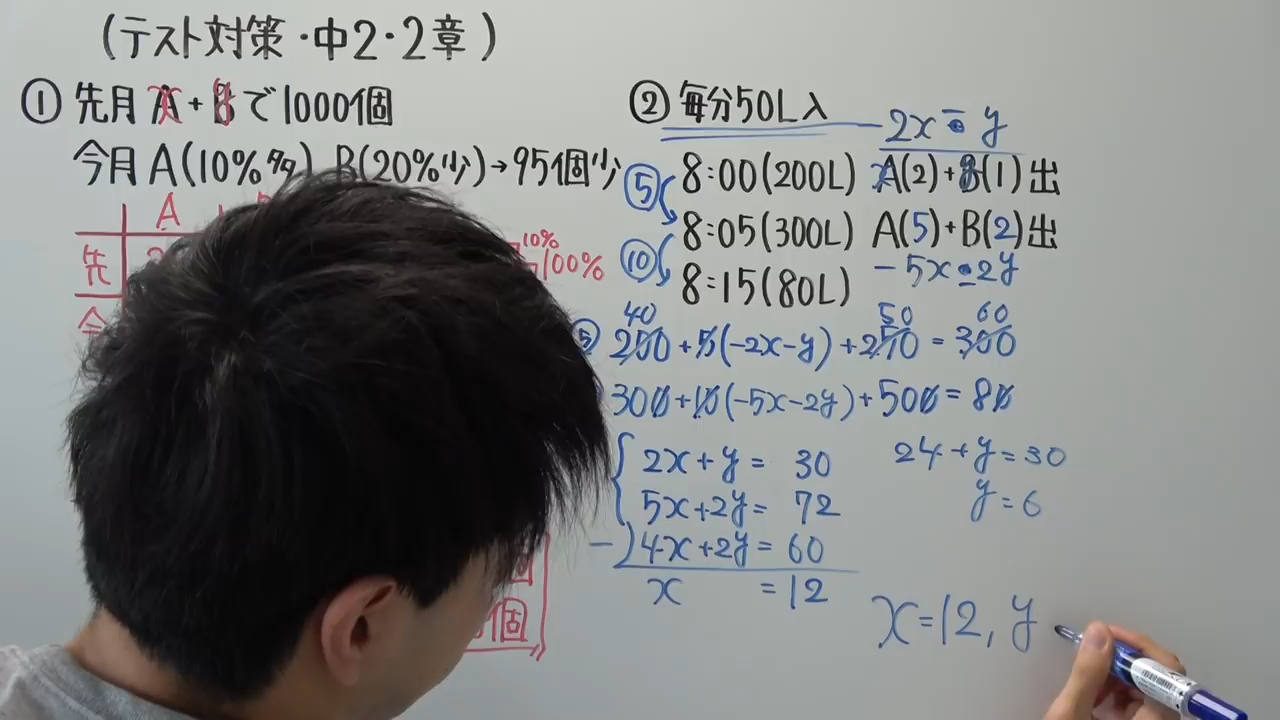 (テスト対策・中2・2章)
① 先月 A + B で1000個
今月 A(10%多) B(20%少)→95個少
A
先
今
10%
100%
個
個
② 毎分50L入
2x - y
⑤ 8:00(200L) A(2)+B(1)出
8:05(300L) A(5)+B(2)出
⑩ -5x-2y
8:15(80L)
40 50 60
200+5(-2x-y)+250=300
300+10(-5x-2y)+500=80
2x+y= 30
5x+2y= 72
-)4x+2y=60
x =12
24+y=30
y=6
x=12, y